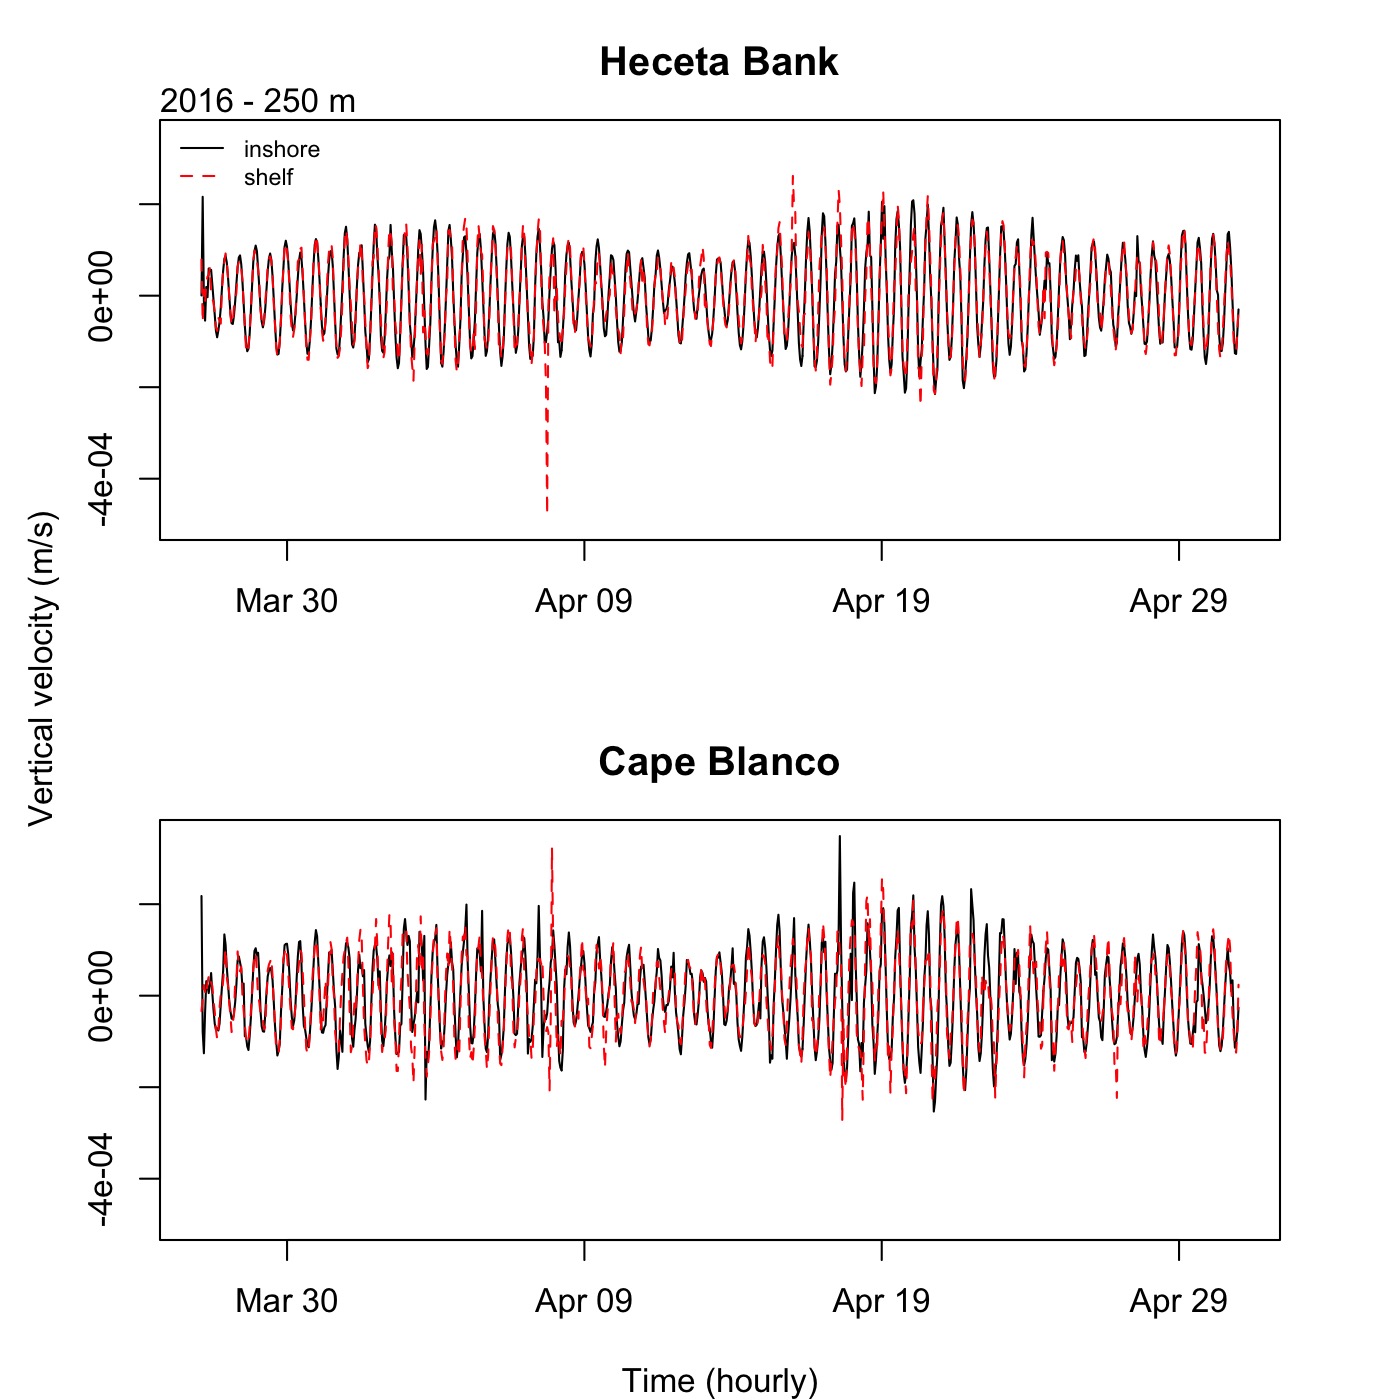 Heceta Bank
2016 - 250 m
inshore
shelf
0e+00
-4e-04
Mar 30
Apr 09
Apr 19
Apr 29
Vertical velocity (m/s)
Cape Blanco
0e+00
-4e-04
Mar 30
Apr 09
Apr 19
Apr 29
Time (hourly)